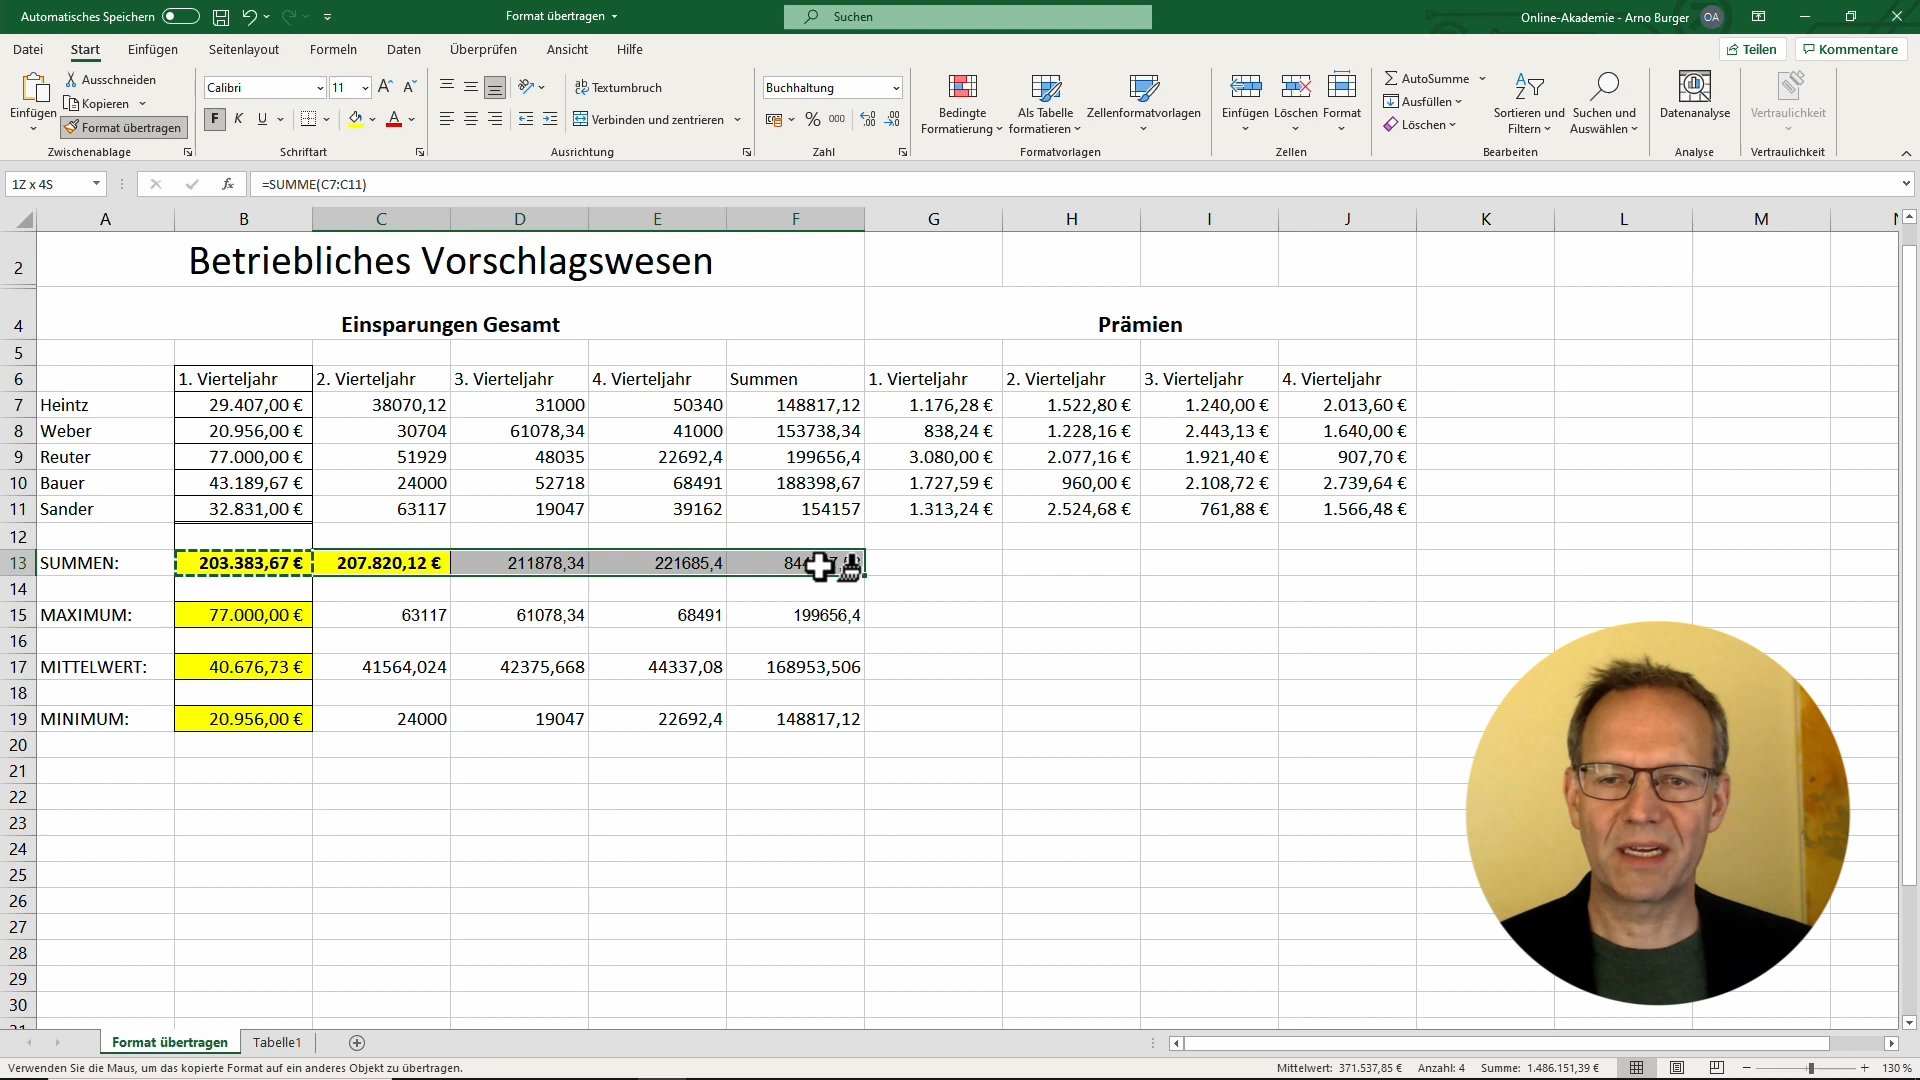 Automatisches Speichern
Format übertragen
Suchen
Online-Akademie - Arno Burger
OA
Datei
Start
Einfügen
Seitenlayout
Formeln
Daten
Überprüfen
Ansicht
Hilfe
Teilen
Kommentare
Einfügen
Ausschneiden
Kopieren
Format übertragen
Zwischenablage
Calibri
11
F K U
Schriftart
Textumbruch
Verbinden und zentrieren
Ausrichtung
Buchhaltung
% 000
Zahl
Bedingte Formatierung
Als Tabelle formatieren
Zellenformatvorlagen
Formatvorlagen
Einfügen
Löschen
Format
Zellen
AutoSumme
Ausfüllen
Löschen
Sortieren und Filtern
Suchen und Auswählen
Bearbeiten
Datenanalyse
Analyse
Vertraulichkeit
Vertraulichkeit
1Z x 4S
fx
=SUMME(C7:C11)
A B C D E F G H I J K L M
2 Betriebliches Vorschlagswesen
4 Einsparungen Gesamt Prämien
5
6 1. Vierteljahr 2. Vierteljahr 3. Vierteljahr 4. Vierteljahr Summen 1. Vierteljahr 2. Vierteljahr 3. Vierteljahr 4. Vierteljahr
7 Heintz 29.407,00 € 38070,12 31000 50340 148817,12 1.176,28 € 1.522,80 € 1.240,00 € 2.013,60 €
8 Weber 20.956,00 € 30704 61078,34 41000 153738,34 838,24 € 1.228,16 € 2.443,13 € 1.640,00 €
9 Reuter 77.000,00 € 51929 48035 22692,4 199656,4 3.080,00 € 2.077,16 € 1.921,40 € 907,70 €
10 Bauer 43.189,67 € 24000 52718 68491 188398,67 1.727,59 € 960,00 € 2.108,72 € 2.739,64 €
11 Sander 32.831,00 € 63117 19047 39162 154157 1.313,24 € 2.524,68 € 761,88 € 1.566,48 €
12
13 SUMMEN: 203.383,67 € 207.820,12 € 211878,34 221685,4
14
15 MAXIMUM: 77.000,00 € 63117 61078,34 68491 199656,4
16
17 MITTELWERT: 40.676,73 € 41564,024 42375,668 44337,08 168953,506
18
19 MINIMUM: 20.956,00 € 24000 19047 22692,4 148817,12
20
21
22
23
24
25
26
27
28
29
30
Format übertragen
Tabelle1
Verwenden Sie die Maus, um das kopierte Format auf ein anderes Objekt zu übertragen.
Mittelwert: 371.537,85 € Anzahl: 4 Summe: 1.486.151,39 €
130 %